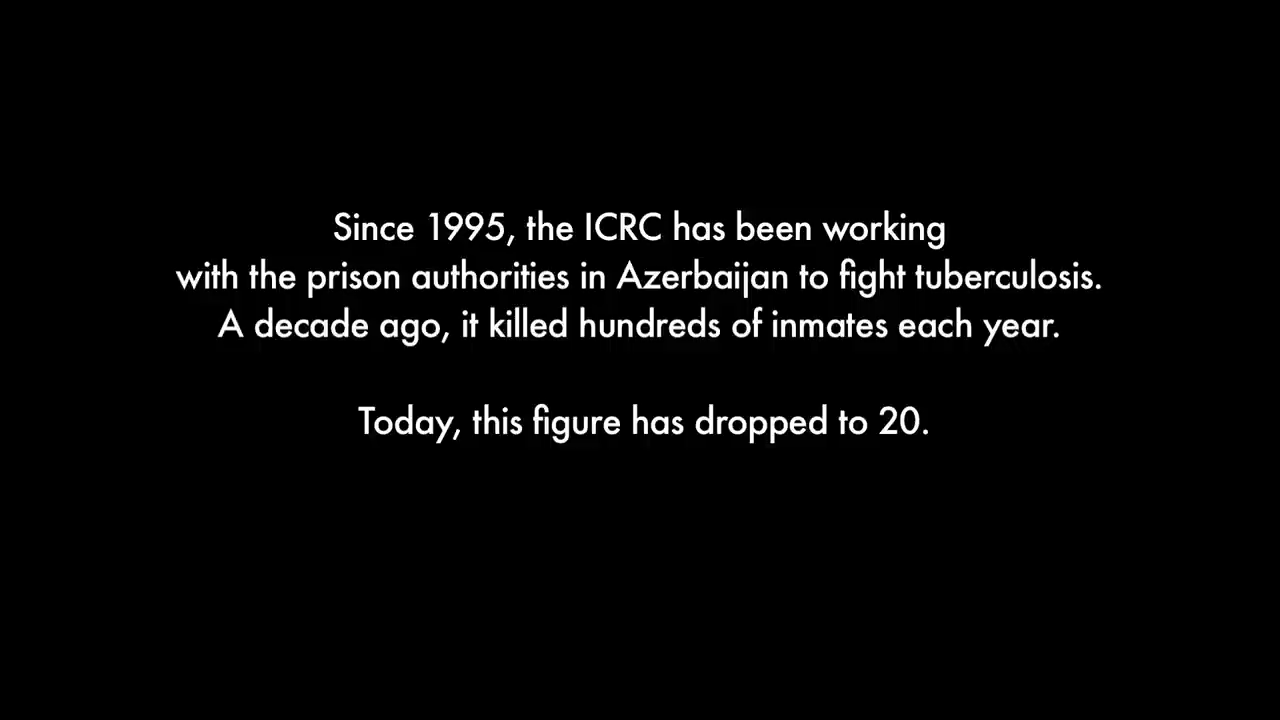 Since 1995, the ICRC has been working
with the prison authorities in Azerbaijan to fight tuberculosis.
A decade ago, it killed hundreds of inmates each year.
Today, this figure has dropped to 20.